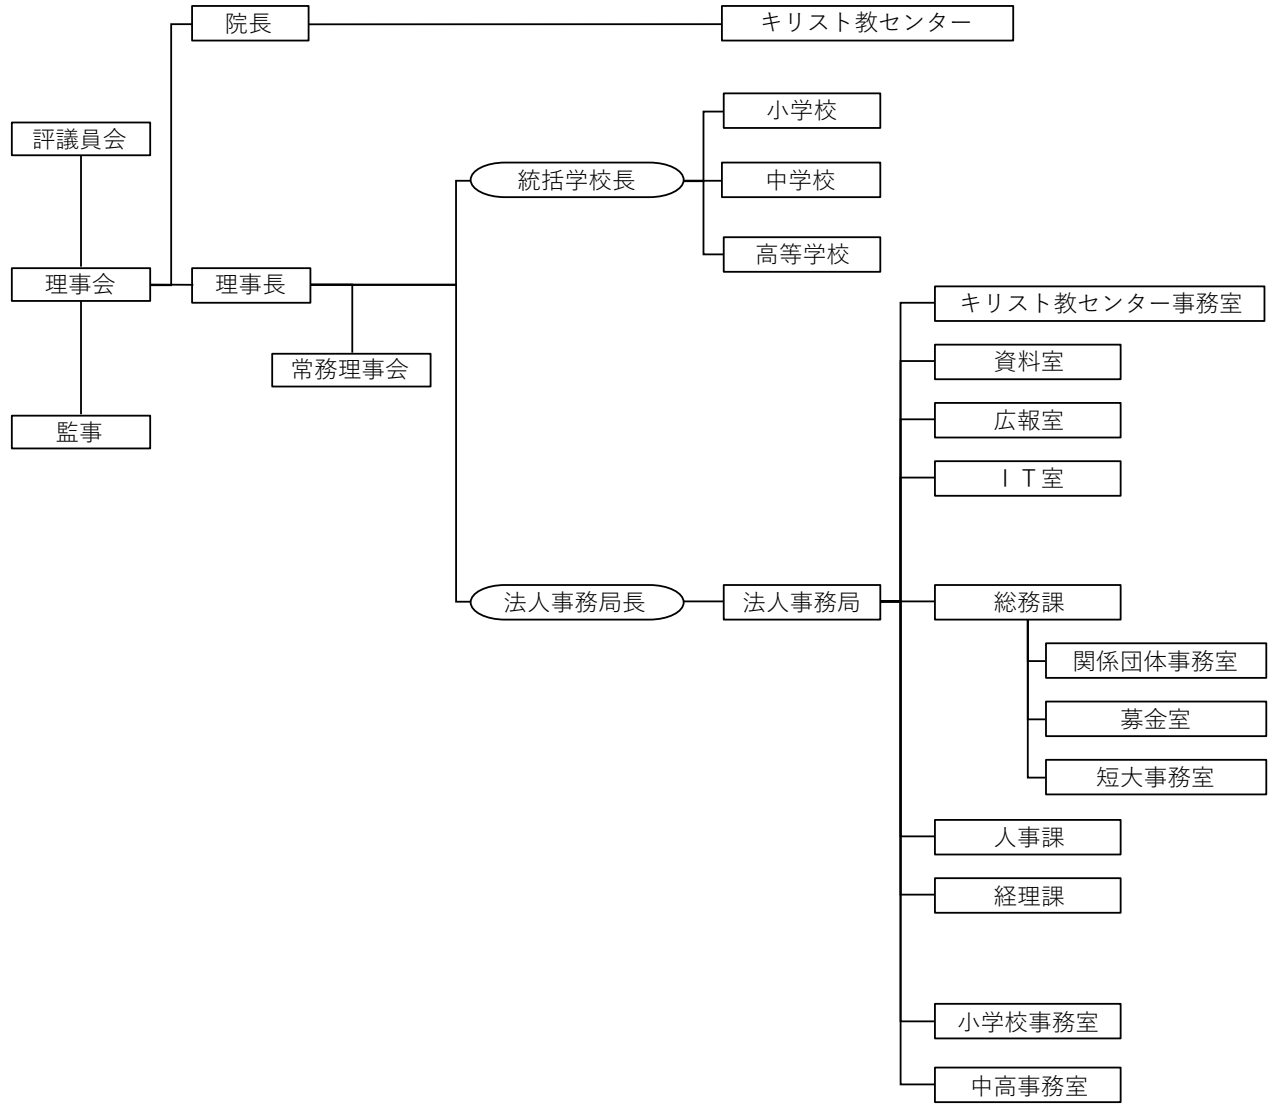 院長
キリスト教センター
小学校
評議員会
統括学校長
中学校
高等学校
理事会
理事長
キリスト教センター事務室
常務理事会
資料室
広報室
監事
ＩＴ室
法人事務局長
法人事務局
総務課
関係団体事務室
募金室
短大事務室
人事課
経理課
小学校事務室
中高事務室